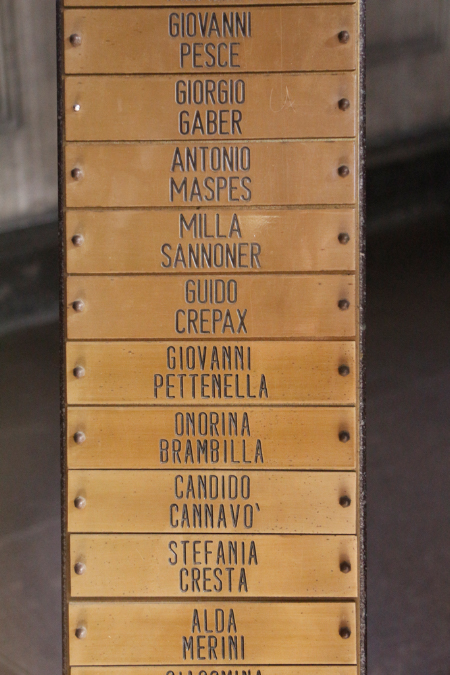 GIOVANNI
PESCE
GIORGIO
GABER
ANTONIO
MASPES
MILLA
SANNONER
GUIDO
CREPAX
GIOVANNI
PETTENELLA
ONORINA
BRAMBILLA
CANDIDO
CANNAVO'
STEFANIA
CRESTA
ALDA
MERINI